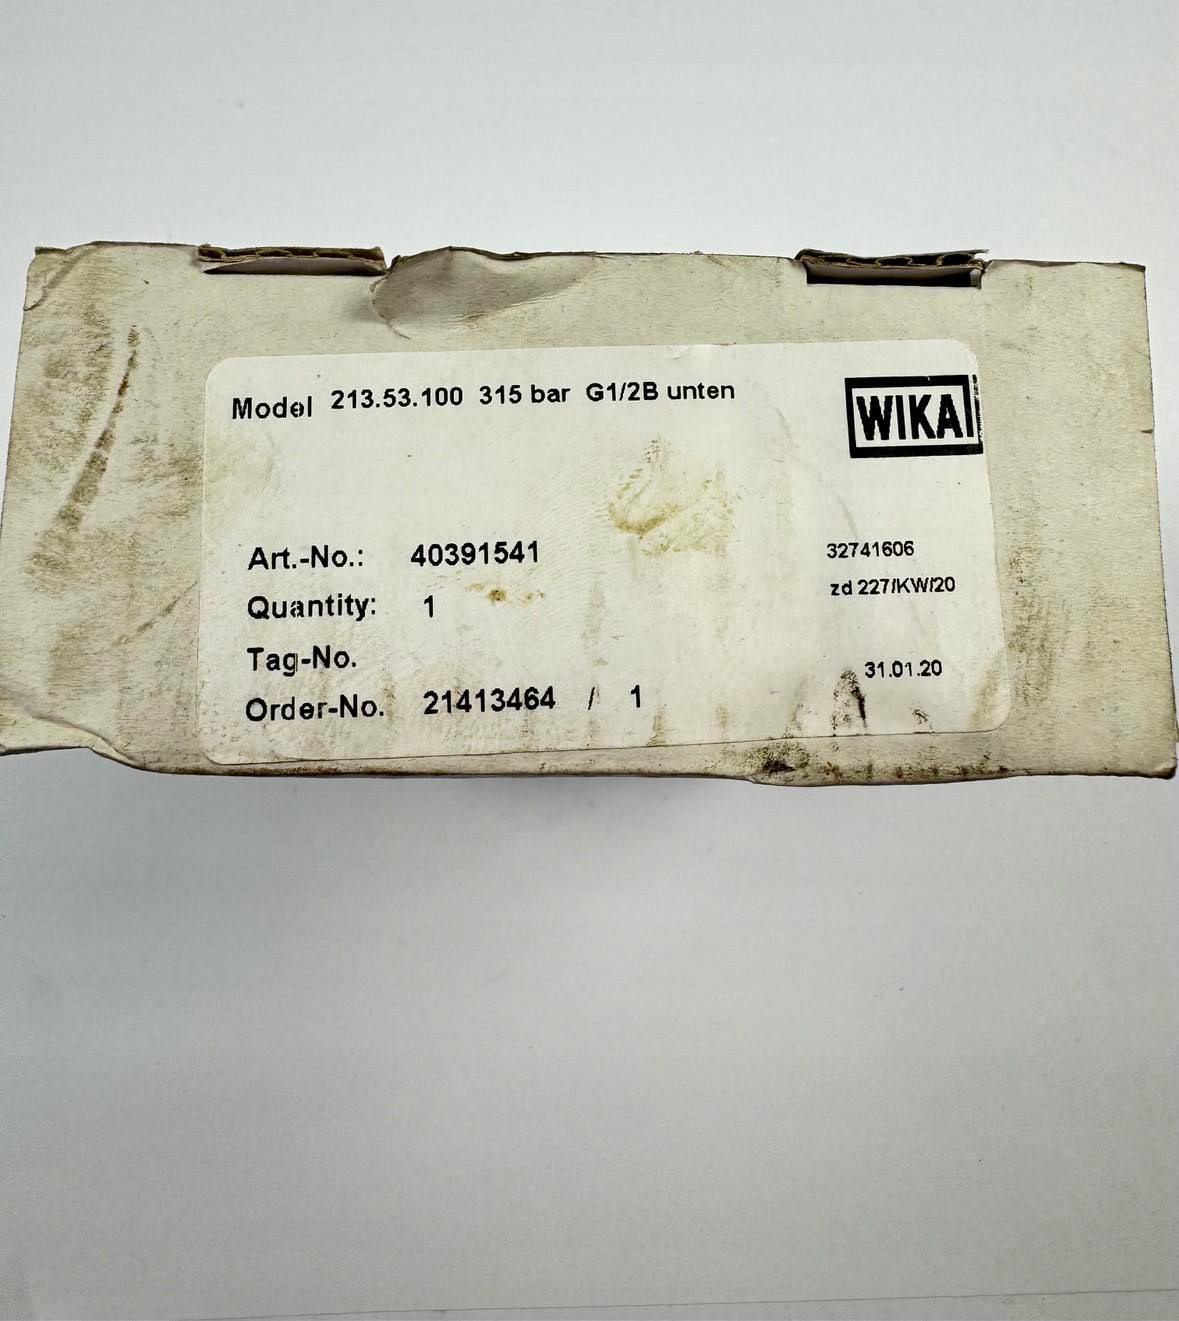 Model 213.53.100 315 bar G1/2B unten
WIKA
Art.-No.: 40391541
32741606
Quantity: 1
zd 227/KW/20
Tag-No.
31.01.20
Order-No. 21413464 / 1